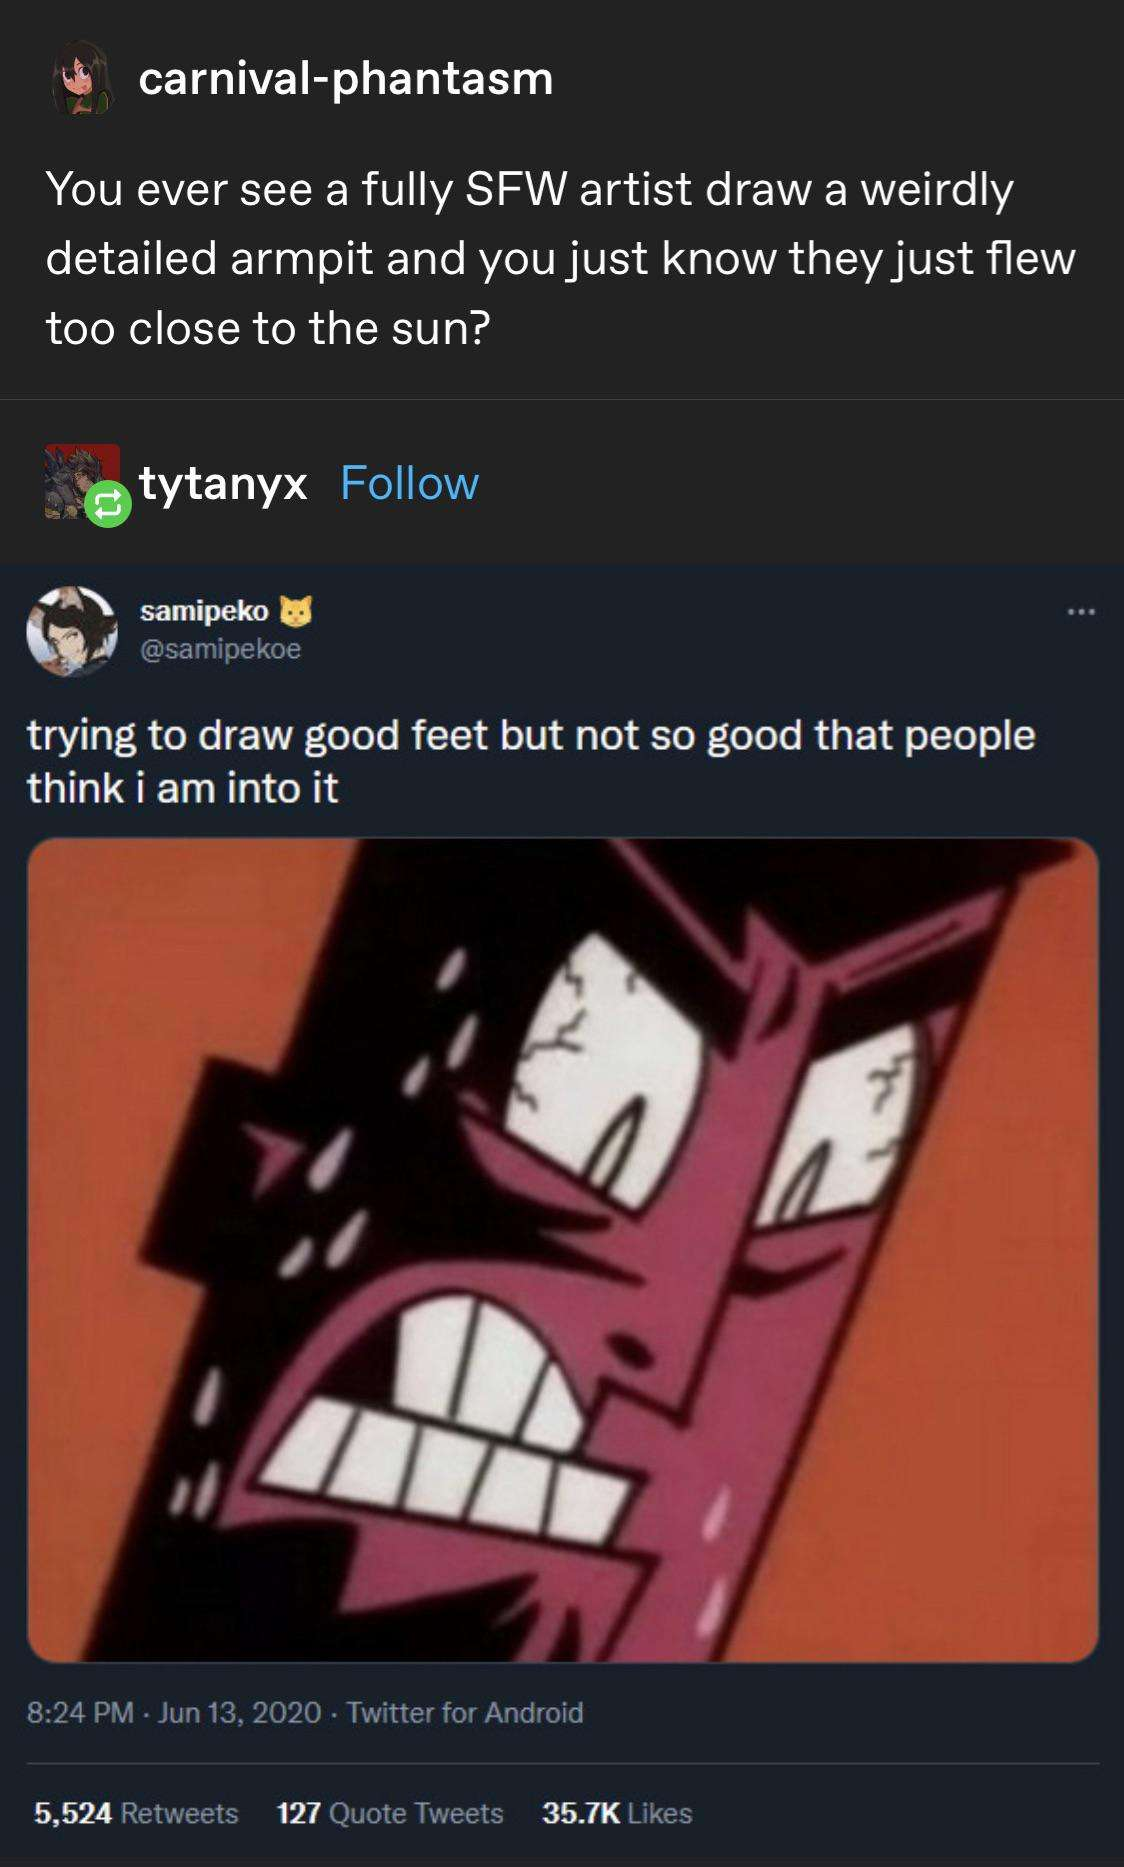 carnival-phantasm
You ever see a fully SFW artist draw a weirdly
detailed armpit and you just know they just flew
too close to the sun?
tytanyx Follow
samipeko 🐱
@samipekoe
trying to draw good feet but not so good that people
think i am into it
8:24 PM · Jun 13, 2020 · Twitter for Android
5,524 Retweets 127 Quote Tweets 35.7K Likes